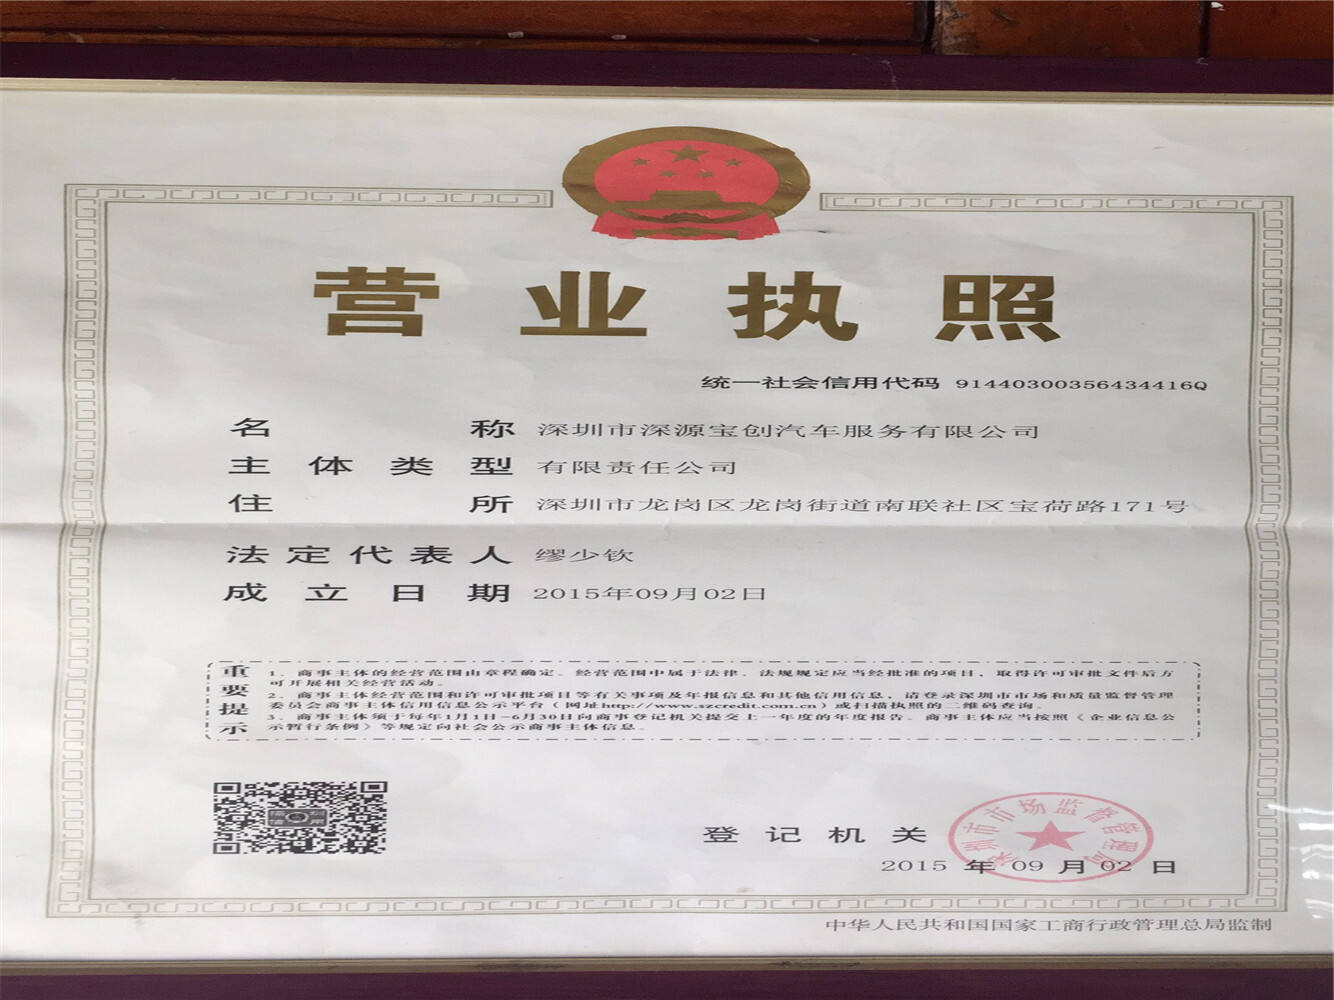 营业执照
统一社会信用代码 91440300356434416Q
名称 深圳市深源宝创汽车服务有限公司
主体类型 有限责任公司
住所 深圳市龙岗区龙岗街道南联社区宝荷路171号
法定代表人 缪少钦
成立日期 2015年09月02日
重要提示
1、商事主体的经营范围由章程确定。经营范围中属于法律、法规规定应当经批准的项目，取得许可审批文件后方
可开展相关经营活动。
2、商事主体经营范围和许可审批项目等有关事项及年报信息和其他信用信息，请登录深圳市市场和质量监督管理
委员会商事主体信用信息公示平台（网址http://www.szcredit.com.cn）或扫描执照的二维码查询。
3、商事主体须于每年1月1日-6月30日向商事登记机关提交上一年度的年度报告。商事主体应当按照《企业信息公
示暂行条例》等规定向社会公示商事主体信息。
登记机关
深圳市市场监督管理局
2015 年 09 月 02 日
中华人民共和国国家工商行政管理总局监制